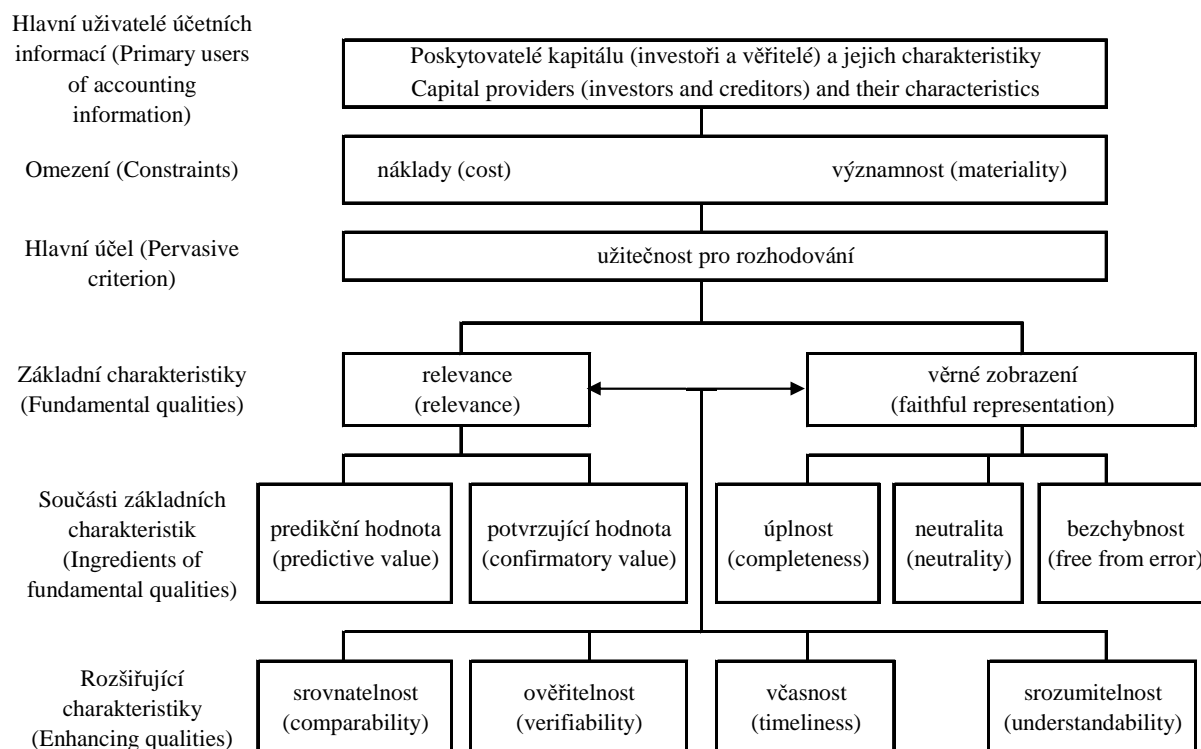 Hlavní uživatelé účetních
informací (Primary users
of accounting
information)
Poskytovatelé kapitálu (investoři a věřitelé) a jejich charakteristiky
Capital providers (investors and creditors) and their characteristics
Omezení (Constraints)
náklady (cost)
významnost (materiality)
Hlavní účel (Pervasive
criterion)
užitečnost pro rozhodování
Základní charakteristiky
(Fundamental qualities)
relevance
(relevance)
věrné zobrazení
(faithful representation)
Součásti základních
charakteristik
(Ingredients of
fundamental qualities)
predikční hodnota
(predictive value)
potvrzující hodnota
(confirmatory value)
úplnost
(completeness)
neutralita
(neutrality)
bezchybnost
(free from error)
Rozšiřující
charakteristiky
(Enhancing qualities)
srovnatelnost
(comparability)
ověřitelnost
(verifiability)
včasnost
(timeliness)
srozumitelnost
(understandability)